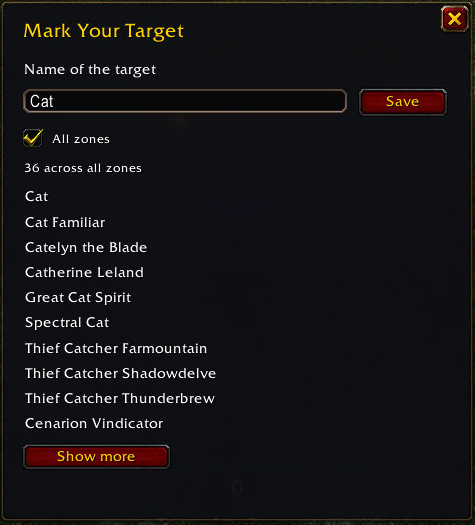 Mark Your Target
Name of the target
Cat
Save
All zones
36 across all zones
Cat
Cat Familiar
Catelyn the Blade
Catherine Leland
Great Cat Spirit
Spectral Cat
Thief Catcher Farmountain
Thief Catcher Shadowdelve
Thief Catcher Thunderbrew
Cenarion Vindicator
Show more